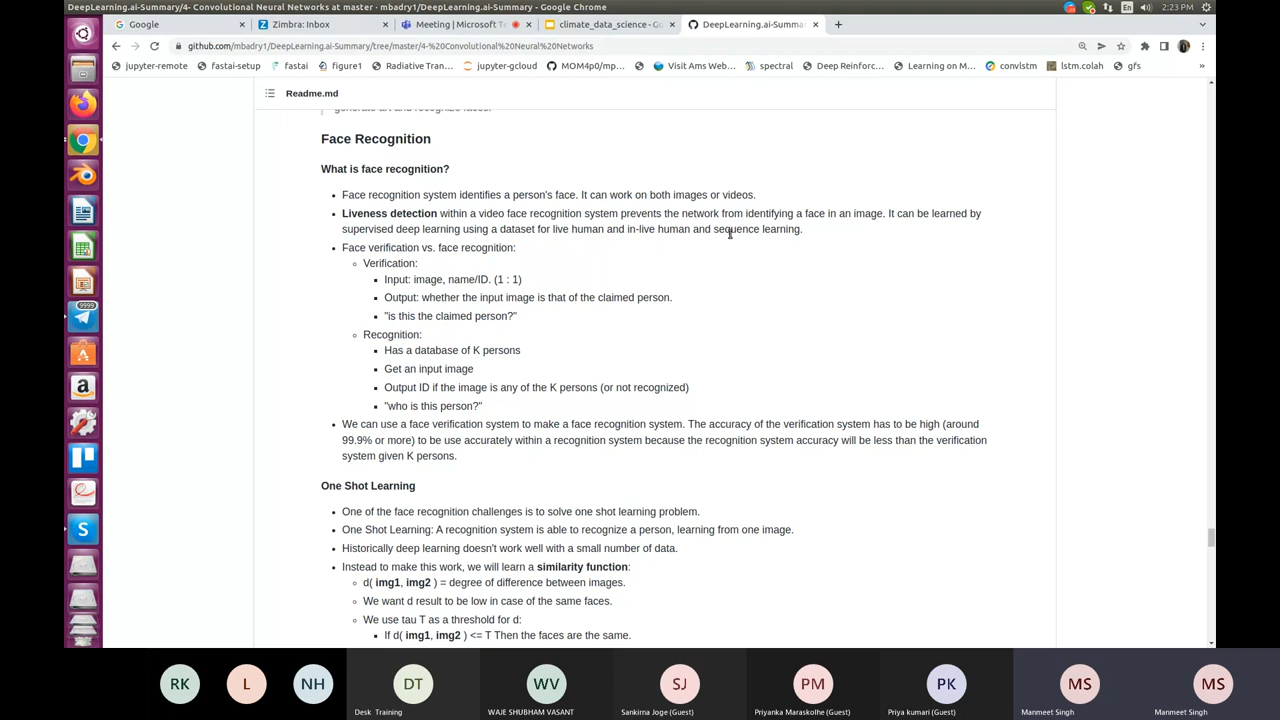 DeepLearning.ai-Summary/4- Convolutional Neural Networks at master · mbadry1/DeepLearning.ai-Summary - Google Chrome
En
2:23 PM
Google
Zimbra: Inbox
Meeting | Microsoft Te
climate_data_science - Go
DeepLearning.ai-Summa
github.com/mbadry1/DeepLearning.ai-Summary/tree/master/4-%20Convolutional%20Neural%20Networks
jupyter-remote
fastai-setup
fastai
figure1
Radiative Tran...
jupyter-gcloud
MOM4p0/mp...
Visit Ams Web...
spectral
Deep Reinforc...
Learning on M...
convlstm
lstm.colah
gfs
»
Readme.md
generate art and recognize faces.
Face Recognition
What is face recognition?
• Face recognition system identifies a person's face. It can work on both images or videos.
• Liveness detection within a video face recognition system prevents the network from identifying a face in an image. It can be learned by
supervised deep learning using a dataset for live human and in-live human and sequence learning.
• Face verification vs. face recognition:
◦ Verification:
▪ Input: image, name/ID. (1 : 1)
▪ Output: whether the input image is that of the claimed person.
▪ "is this the claimed person?"
◦ Recognition:
▪ Has a database of K persons
▪ Get an input image
▪ Output ID if the image is any of the K persons (or not recognized)
▪ "who is this person?"
• We can use a face verification system to make a face recognition system. The accuracy of the verification system has to be high (around
99.9% or more) to be use accurately within a recognition system because the recognition system accuracy will be less than the verification
system given K persons.
One Shot Learning
• One of the face recognition challenges is to solve one shot learning problem.
• One Shot Learning: A recognition system is able to recognize a person, learning from one image.
• Historically deep learning doesn't work well with a small number of data.
• Instead to make this work, we will learn a similarity function:
◦ d( img1, img2 ) = degree of difference between images.
◦ We want d result to be low in case of the same faces.
◦ We use tau T as a threshold for d:
▪ If d( img1, img2 ) <= T Then the faces are the same.
9999
RK
L
NH
DT
WV
SJ
PM
PK
MS
MS
Desk Training
WAJE SHUBHAM VASANT
Sankirna Joge (Guest)
Priyanka Maraskolhe (Guest)
Priya kumari (Guest)
Manmeet Singh
Manmeet Singh